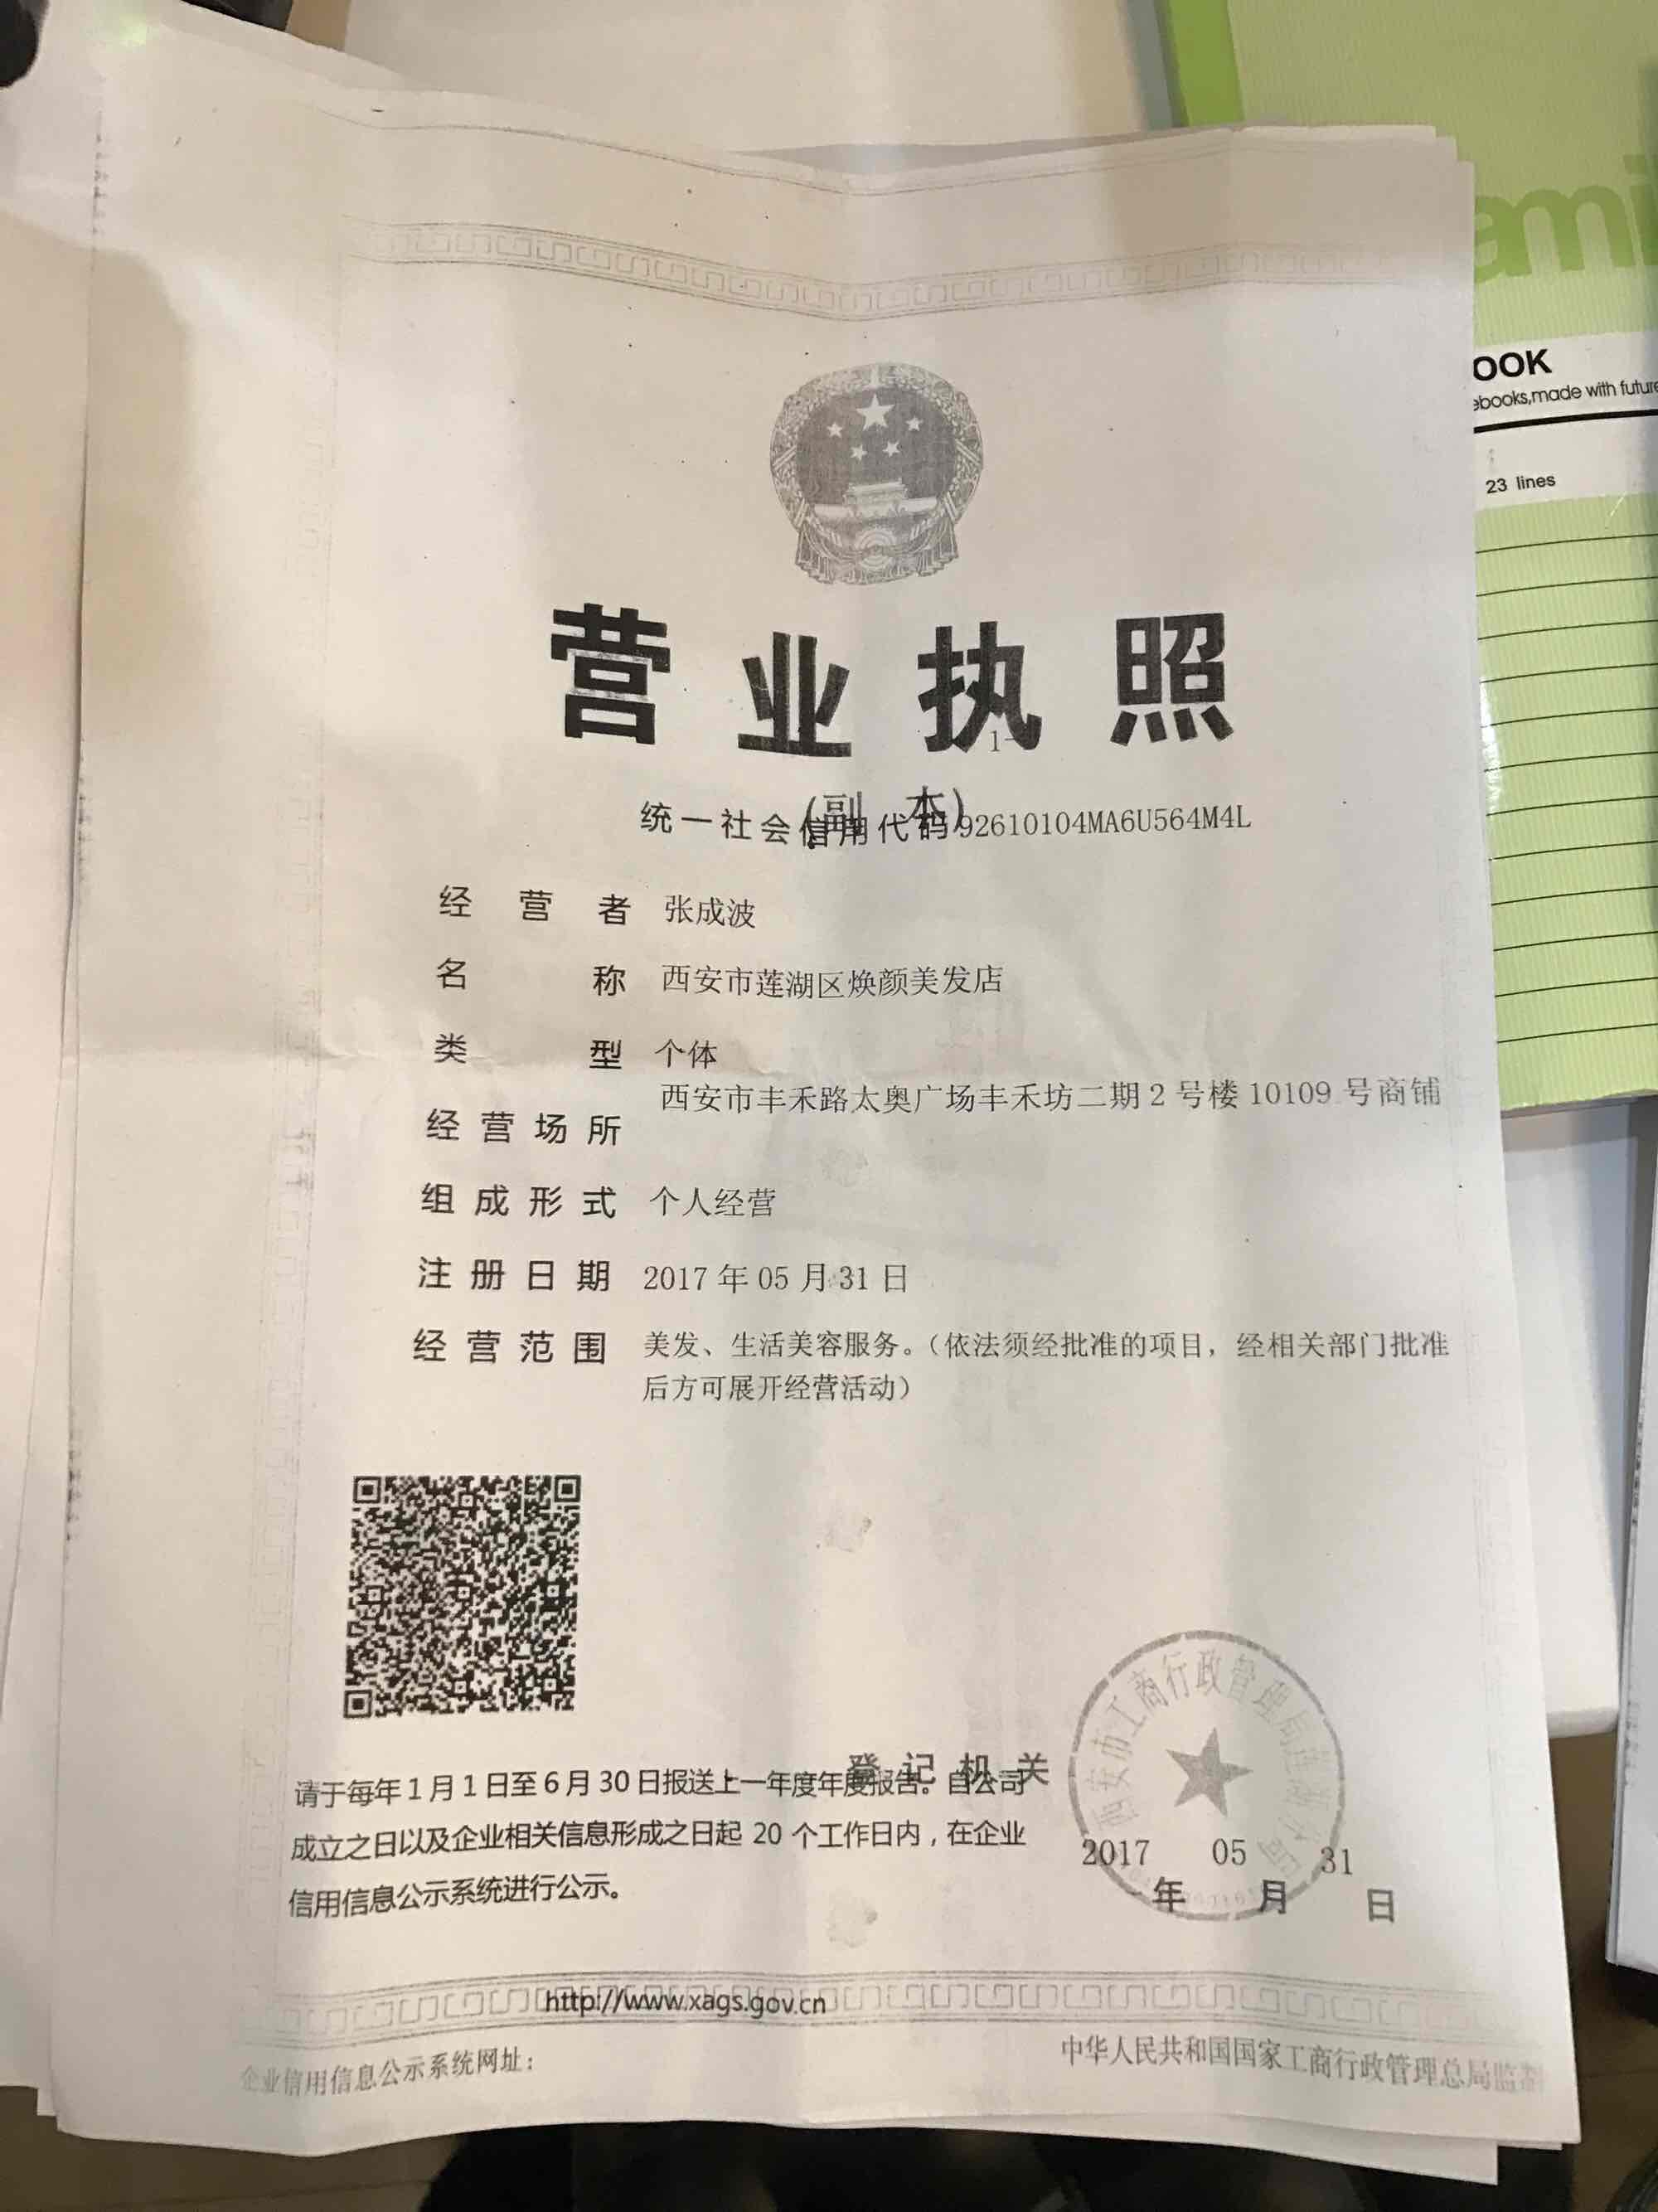 营业执照
1-
(副 本)
统一社会信用代码 92610104MA6U564M4L
经营者 张成波
名称 西安市莲湖区焕颜美发店
类型 个体
经营场所 西安市丰禾路太奥广场丰禾坊二期2号楼10109号商铺
组成形式 个人经营
注册日期 2017年05月31日
经营范围 美发、生活美容服务。(依法须经批准的项目，经相关部门批准
后方可展开经营活动)
登记机关
西安市工商行政管理局莲湖分局
请于每年1月1日至6月30日报送上一年度年度报告。自公司
成立之日以及企业相关信息形成之日起 20 个工作日内，在企业
信用信息公示系统进行公示。
2017 年 05 月 31 日
http://www.xags.gov.cn
企业信用信息公示系统网址：
中华人民共和国国家工商行政管理总局监制
ami
OOK
ebooks,made with future
23 lines